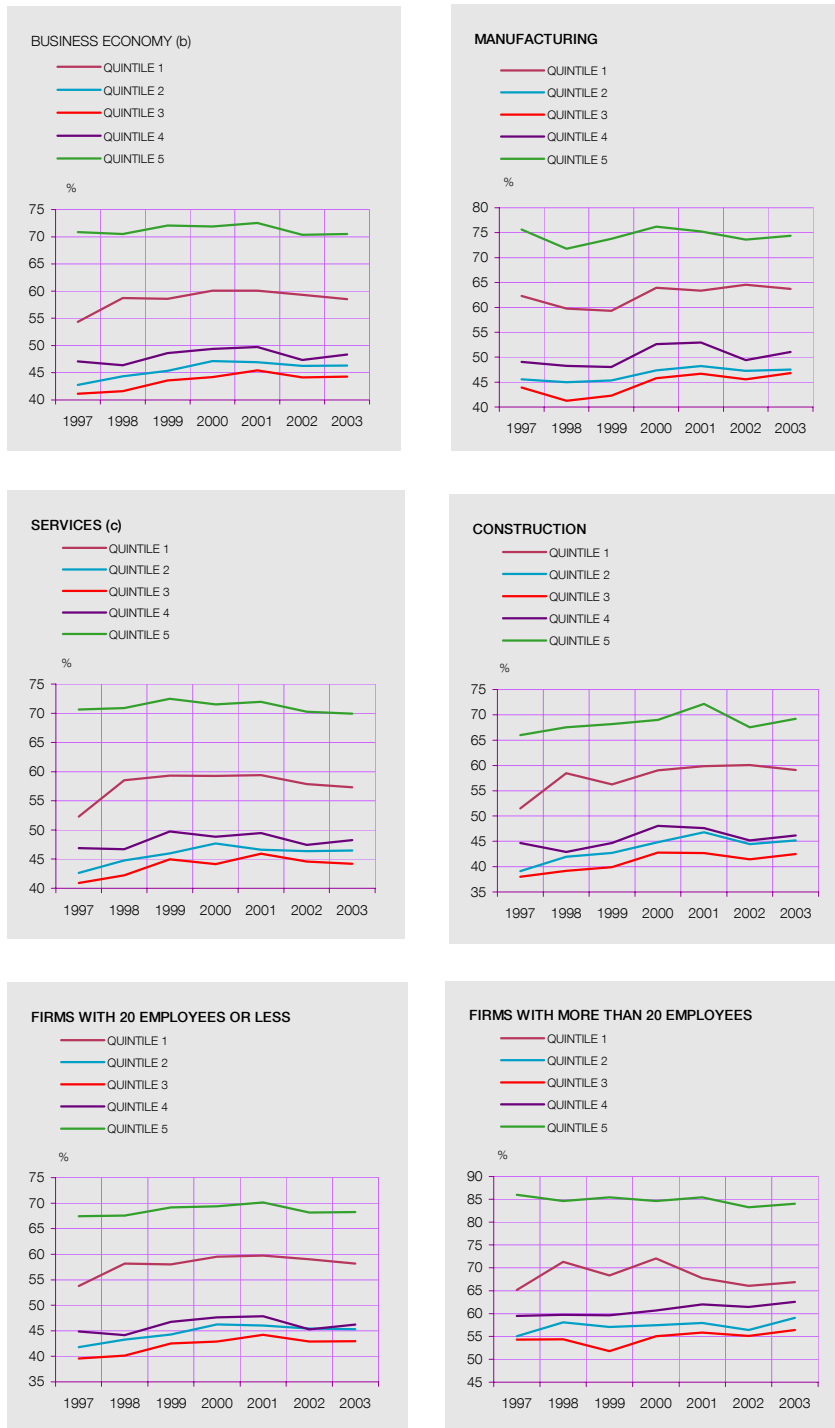 BUSINESS ECONOMY (b)
QUINTILE 1
QUINTILE 2
QUINTILE 3
QUINTILE 4
QUINTILE 5
%
75
70
65
60
55
50
45
40
1997 1998 1999 2000 2001 2002 2003
MANUFACTURING
QUINTILE 1
QUINTILE 2
QUINTILE 3
QUINTILE 4
QUINTILE 5
%
80
75
70
65
60
55
50
45
40
1997 1998 1999 2000 2001 2002 2003
SERVICES (c)
QUINTILE 1
QUINTILE 2
QUINTILE 3
QUINTILE 4
QUINTILE 5
%
75
70
65
60
55
50
45
40
1997 1998 1999 2000 2001 2002 2003
CONSTRUCTION
QUINTILE 1
QUINTILE 2
QUINTILE 3
QUINTILE 4
QUINTILE 5
%
75
70
65
60
55
50
45
40
35
1997 1998 1999 2000 2001 2002 2003
FIRMS WITH 20 EMPLOYEES OR LESS
QUINTILE 1
QUINTILE 2
QUINTILE 3
QUINTILE 4
QUINTILE 5
%
75
70
65
60
55
50
45
40
35
1997 1998 1999 2000 2001 2002 2003
FIRMS WITH MORE THAN 20 EMPLOYEES
QUINTILE 1
QUINTILE 2
QUINTILE 3
QUINTILE 4
QUINTILE 5
%
90
85
80
75
70
65
60
55
50
45
1997 1998 1999 2000 2001 2002 2003